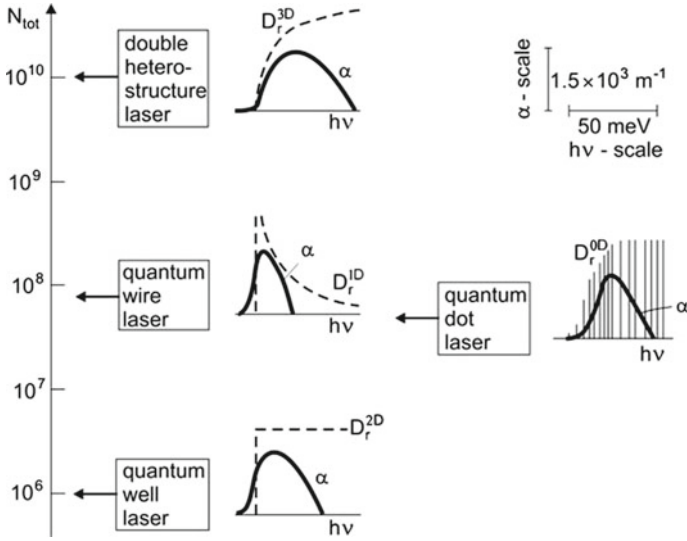 N_tot
10^10
10^9
10^8
10^7
10^6
double
hetero-
structure
laser
D_r^3D
α
hν
α - scale
1.5×10^3 m^-1
50 meV
hν - scale
quantum
wire
laser
α
D_r^1D
hν
quantum
dot
laser
D_r^0D
α
hν
quantum
well
laser
D_r^2D
α
hν